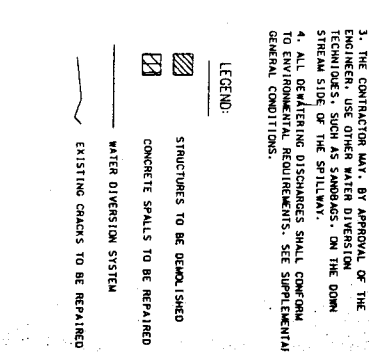 3. THE CONTRACTOR MAY, BY APPROVAL OF THE
ENGINEER, USE OTHER WATER DIVERSION
TECHNIQUES, SUCH AS SANDBAGS, ON THE DOWN
STREAM SIDE OF THE SPILLWAY.
4. ALL DEWATERING DISCHARGES SHALL CONFORM
TO ENVIRONMENTAL REQUIREMENTS. SEE SUPPLEMENTAR
GENERAL CONDITIONS.
LEGEND:
STRUCTURES TO BE DEMOLISHED
CONCRETE SPALLS TO BE REPAIRED
WATER DIVERSION SYSTEM
EXISTING CRACKS TO BE REPAIRED